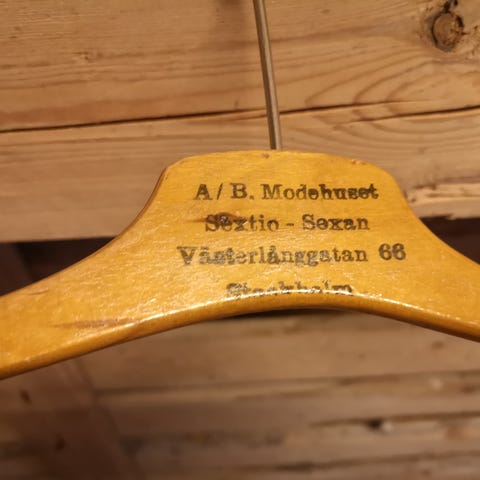 A/B. Modehuset
Sextio - Sexan
Västerlånggatan 66
Stockholm